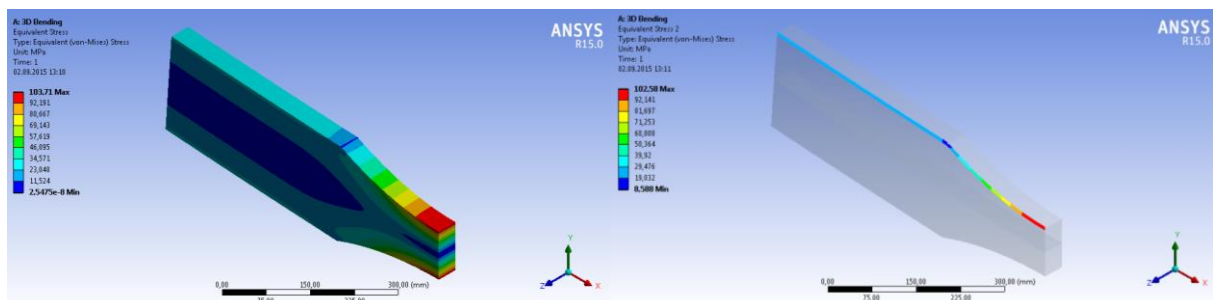 A: 3D Bending
Equivalent Stress
Type: Equivalent (von-Mises) Stress
Unit: MPa
Time: 1
02.09.2015 13:10
103,71 Max
92,191
80,667
69,143
57,619
46,095
34,571
23,048
11,524
2,5475e-8 Min
ANSYS
R15.0
Y
Z
X
0,00
150,00
300,00 (mm)
75,00
225,00
A: 3D Bending
Equivalent Stress 2
Type: Equivalent (von-Mises) Stress
Unit: MPa
Time: 1
02.09.2015 13:11
102,58 Max
92,141
81,697
71,253
60,808
50,364
39,92
29,476
19,032
8,588 Min
ANSYS
R15.0
Y
Z
X
0,00
150,00
300,00 (mm)
75,00
225,00